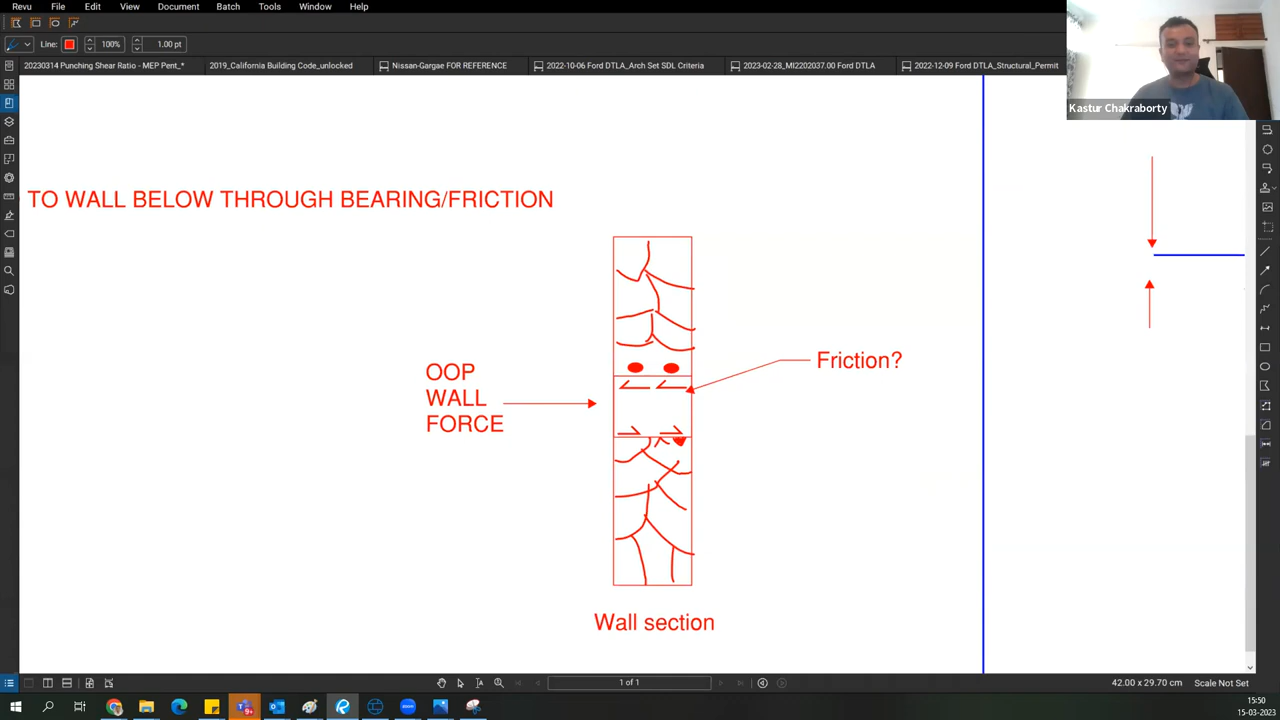 Revu File Edit View Document Batch Tools Window Help
Line: 100% 1.00 pt
20230314 Punching Shear Ratio - MEP Pent_* 2019_California Building Code_unlocked Nissan-Gargae FOR REFERENCE 2022-10-06 Ford DTLA_Arch Set SDL Criteria 2023-02-28_MI2202037.00 Ford DTLA 2022-12-09 Ford DTLA_Structural_Permit
Kastur Chakraborty
TO WALL BELOW THROUGH BEARING/FRICTION
Friction?
OOP
WALL
FORCE
Wall section
1 of 1
42.00 x 29.70 cm Scale Not Set
9+
15:50
15-03-2023